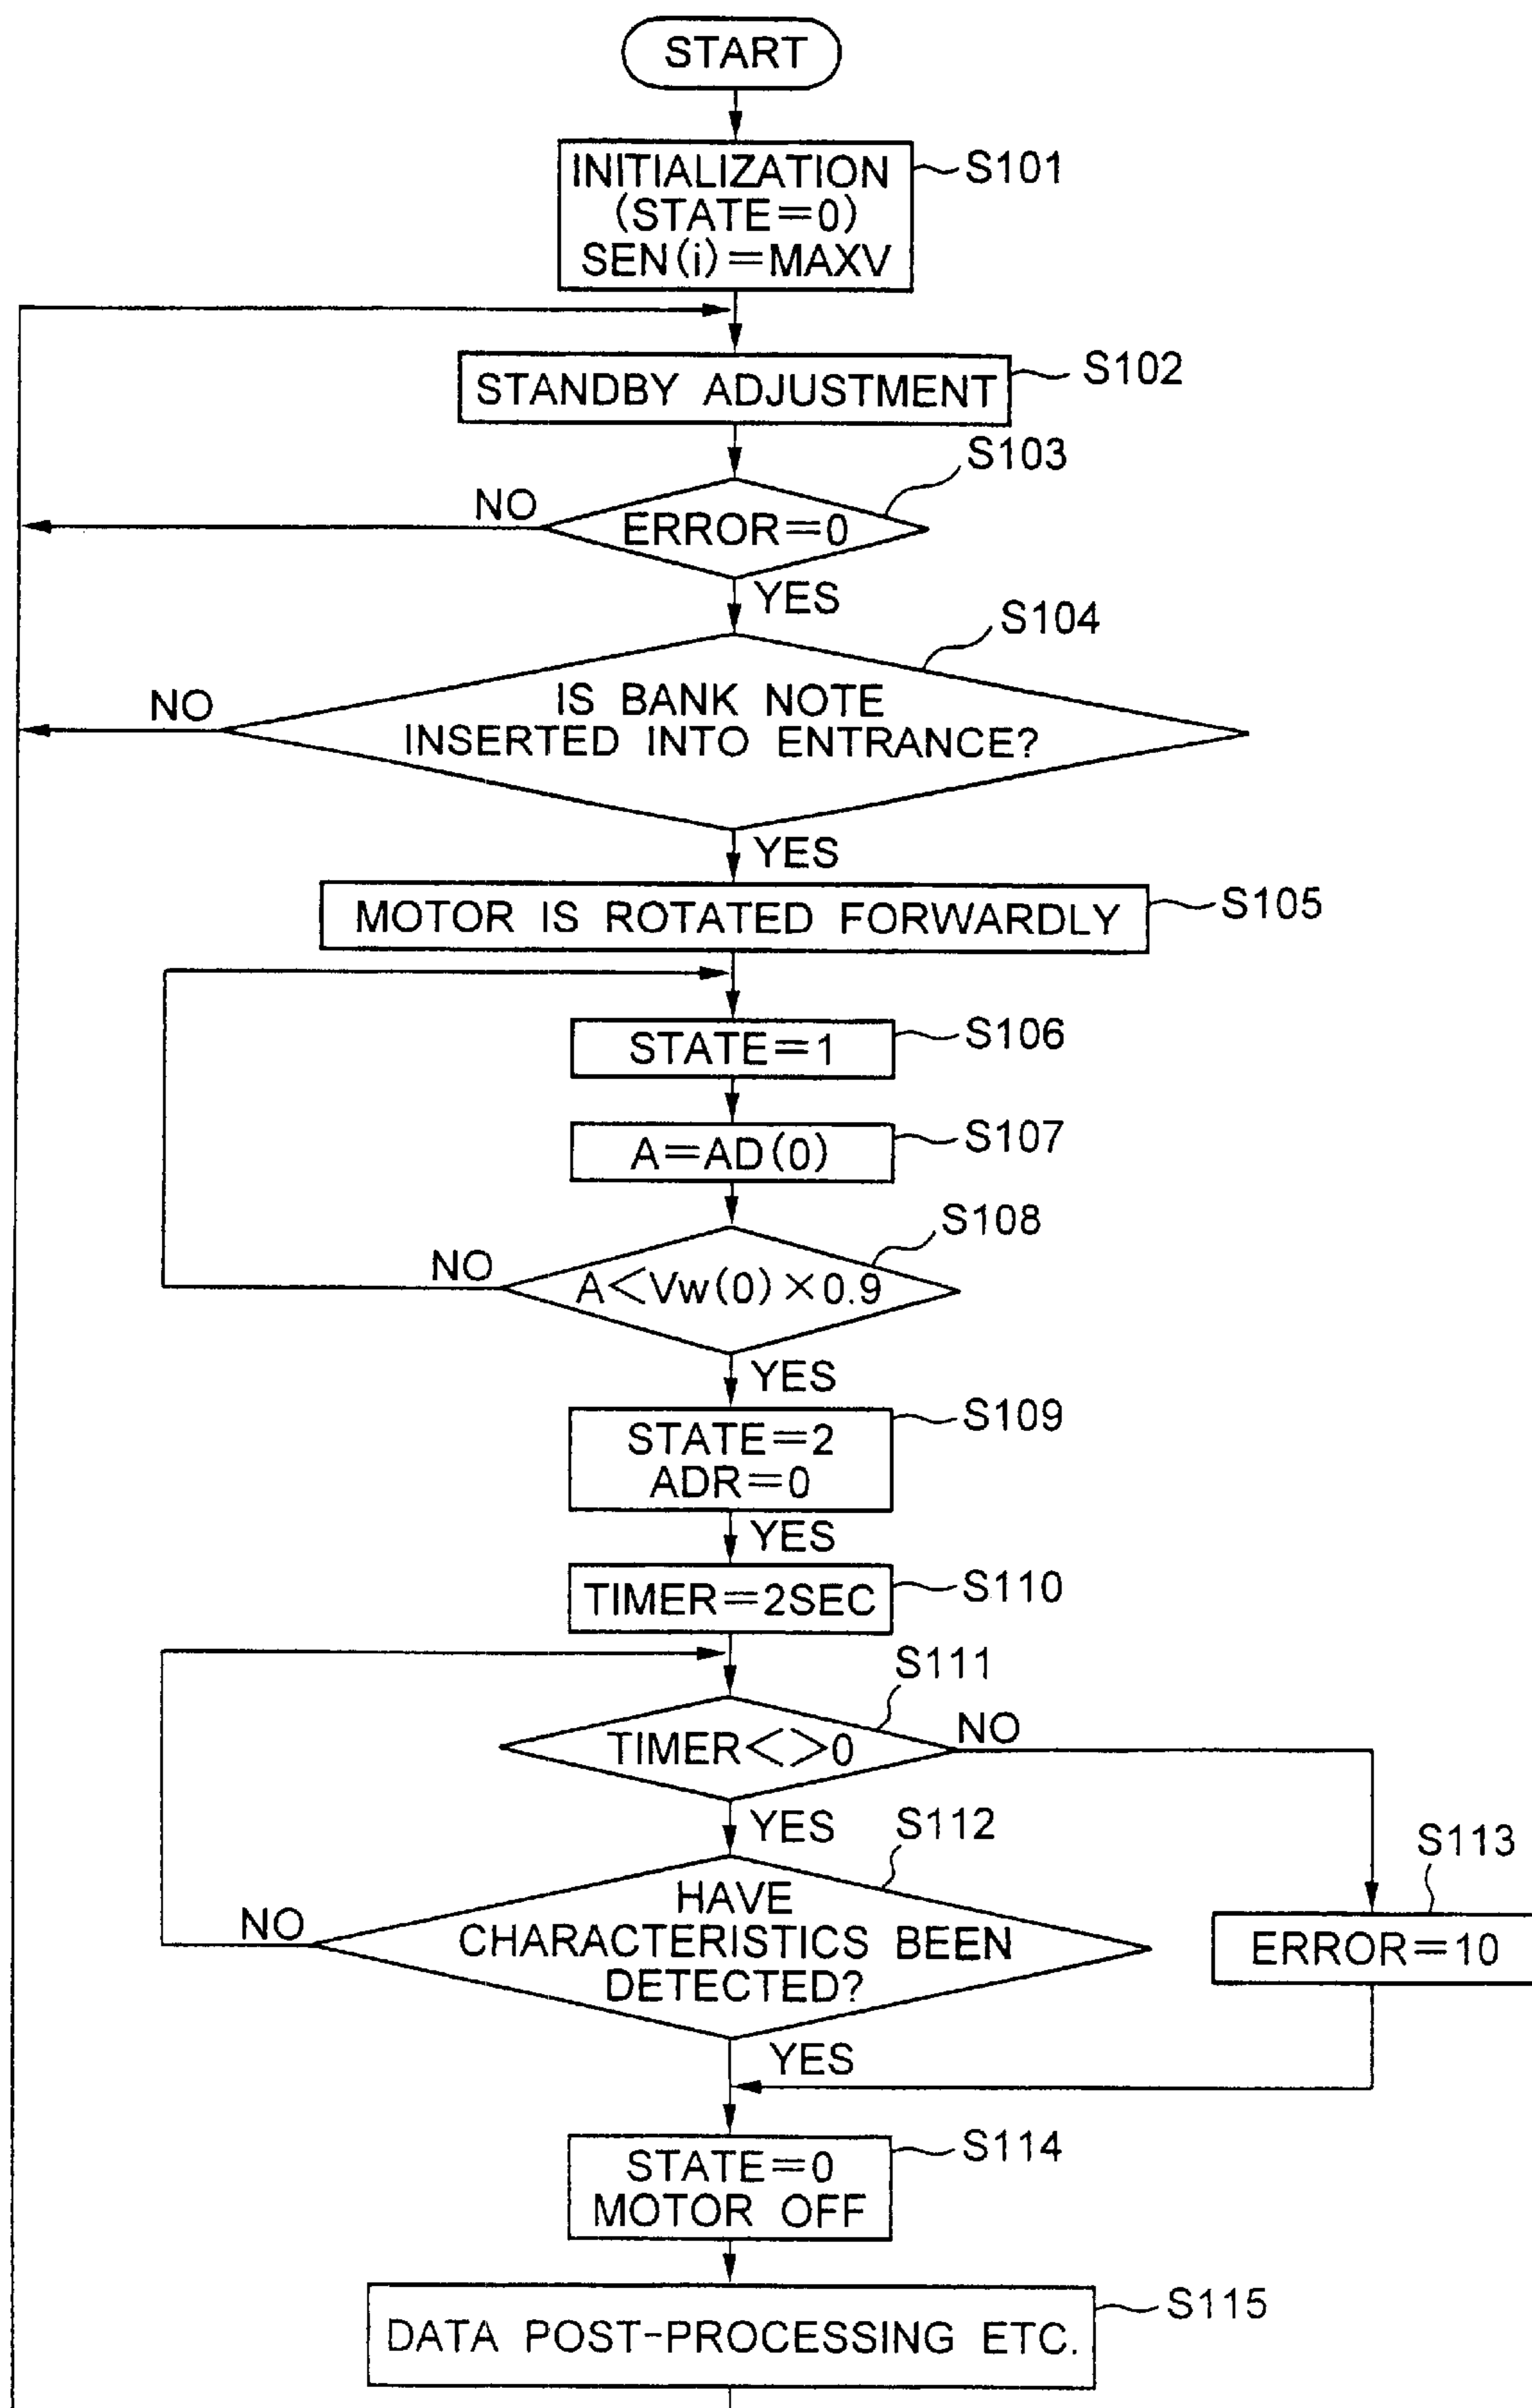 START
INITIALIZATION
(STATE=0)
SEN(i)=MAXV
S101
STANDBY ADJUSTMENT
S102
S103
NO
ERROR=0
YES
S104
NO
IS BANK NOTE
INSERTED INTO ENTRANCE?
YES
MOTOR IS ROTATED FORWARDLY
S105
STATE=1
S106
A=AD(0)
S107
S108
NO
A<Vw(0)×0.9
YES
STATE=2
ADR=0
S109
YES
TIMER=2SEC
S110
S111
TIMER<>0
NO
YES
S112
S113
NO
HAVE
CHARACTERISTICS BEEN
DETECTED?
ERROR=10
YES
STATE=0
MOTOR OFF
S114
DATA POST-PROCESSING ETC.
S115